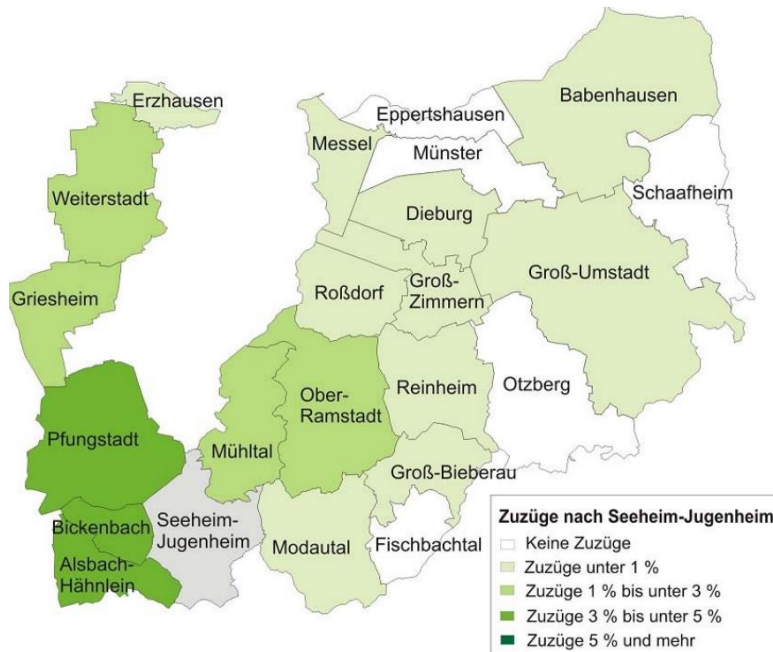 Erzhausen
Babenhausen
Eppertshausen
Messel
Münster
Schaafheim
Weiterstadt
Dieburg
Groß-Umstadt
Griesheim
Roßdorf
Groß-
Zimmern
Reinheim
Otzberg
Ober-
Ramstadt
Pfungstadt
Mühltal
Groß-Bieberau
Bickenbach
Seeheim-
Jugenheim
Modautal
Fischbachtal
Alsbach-
Hähnlein
Zuzüge nach Seeheim-Jugenheim
Keine Zuzüge
Zuzüge unter 1 %
Zuzüge 1 % bis unter 3 %
Zuzüge 3 % bis unter 5 %
Zuzüge 5 % und mehr